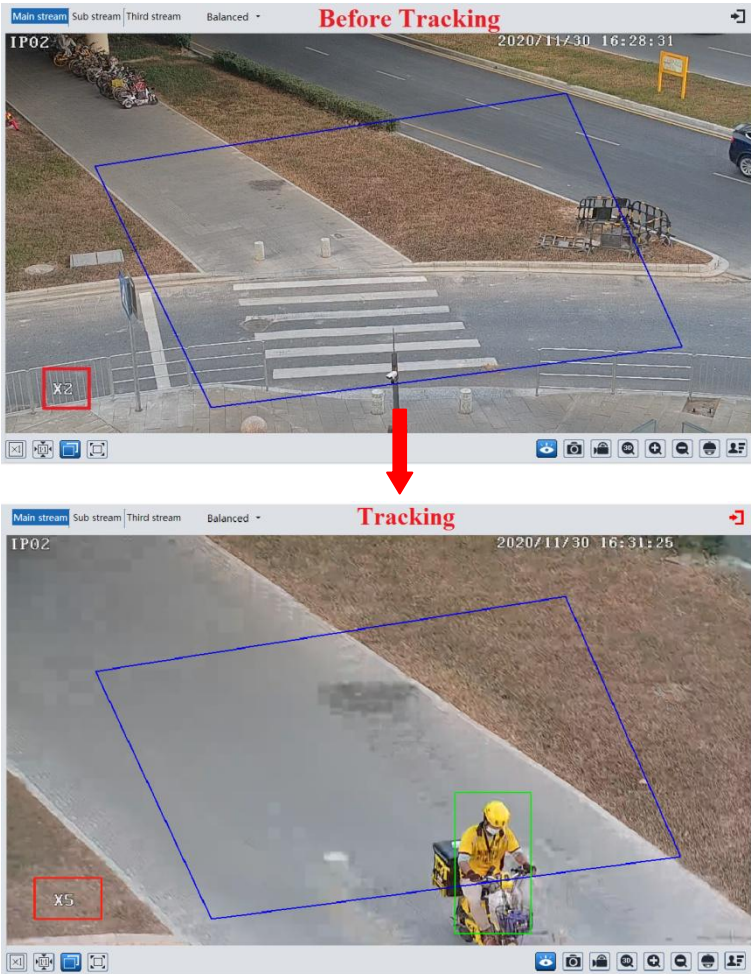 Main stream Sub stream Third stream Balanced Before Tracking
IP02 2020/11/30 16:28:31
X2
Main stream Sub stream Third stream Balanced Tracking
IP02 2020/11/30 16:31:25
X5